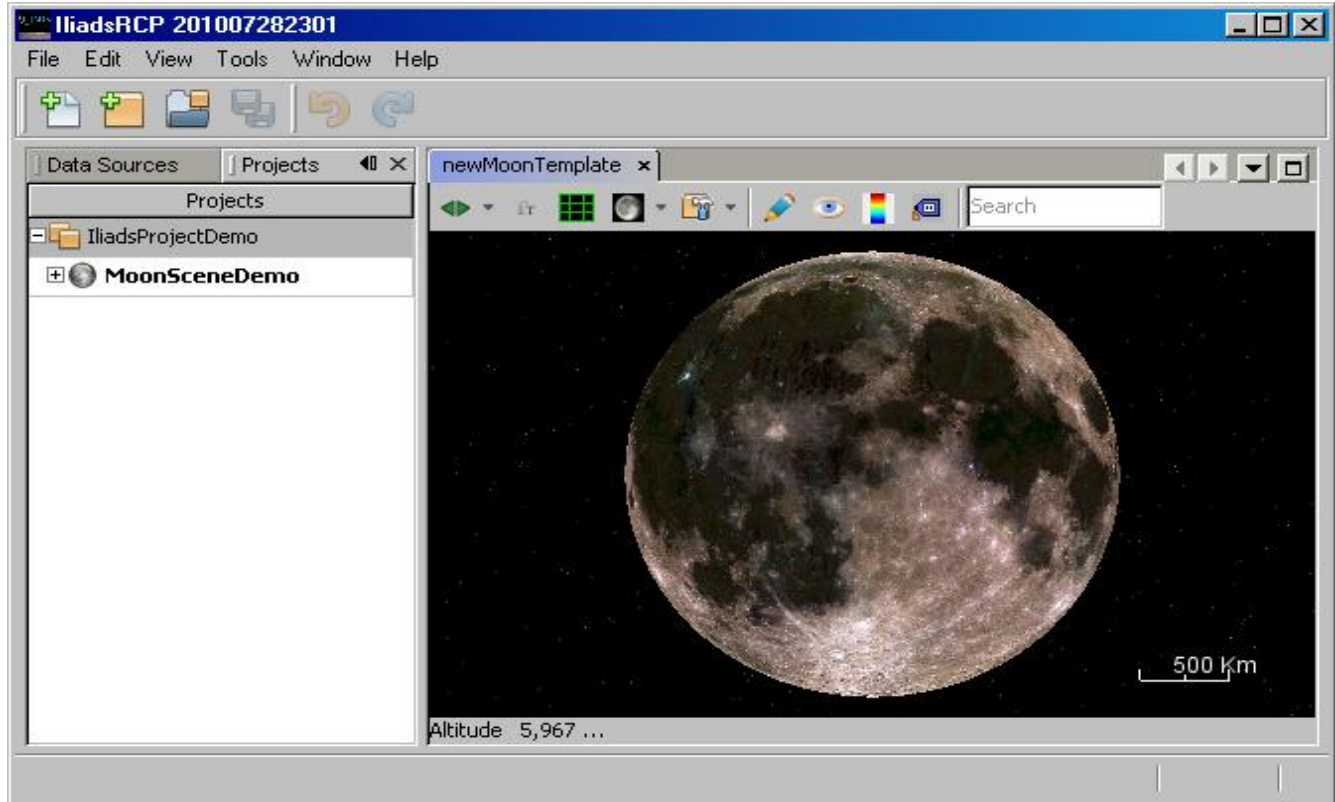 IliadsRCP 201007282301
File Edit View Tools Window Help
Data Sources Projects
newMoonTemplate
Projects
Search
IliadsProjectDemo
MoonSceneDemo
500 Km
Altitude 5,967 ...